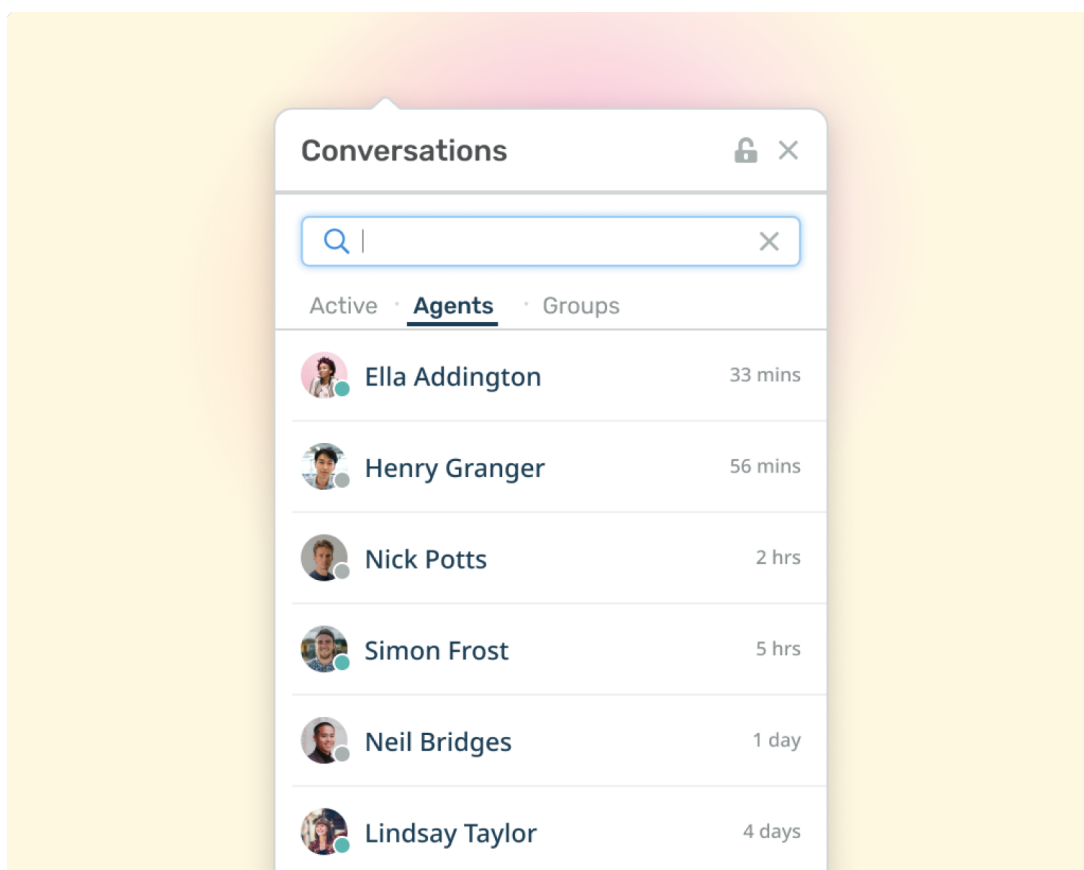 Conversations
Active · Agents · Groups
Ella Addington 33 mins
Henry Granger 56 mins
Nick Potts 2 hrs
Simon Frost 5 hrs
Neil Bridges 1 day
Lindsay Taylor 4 days